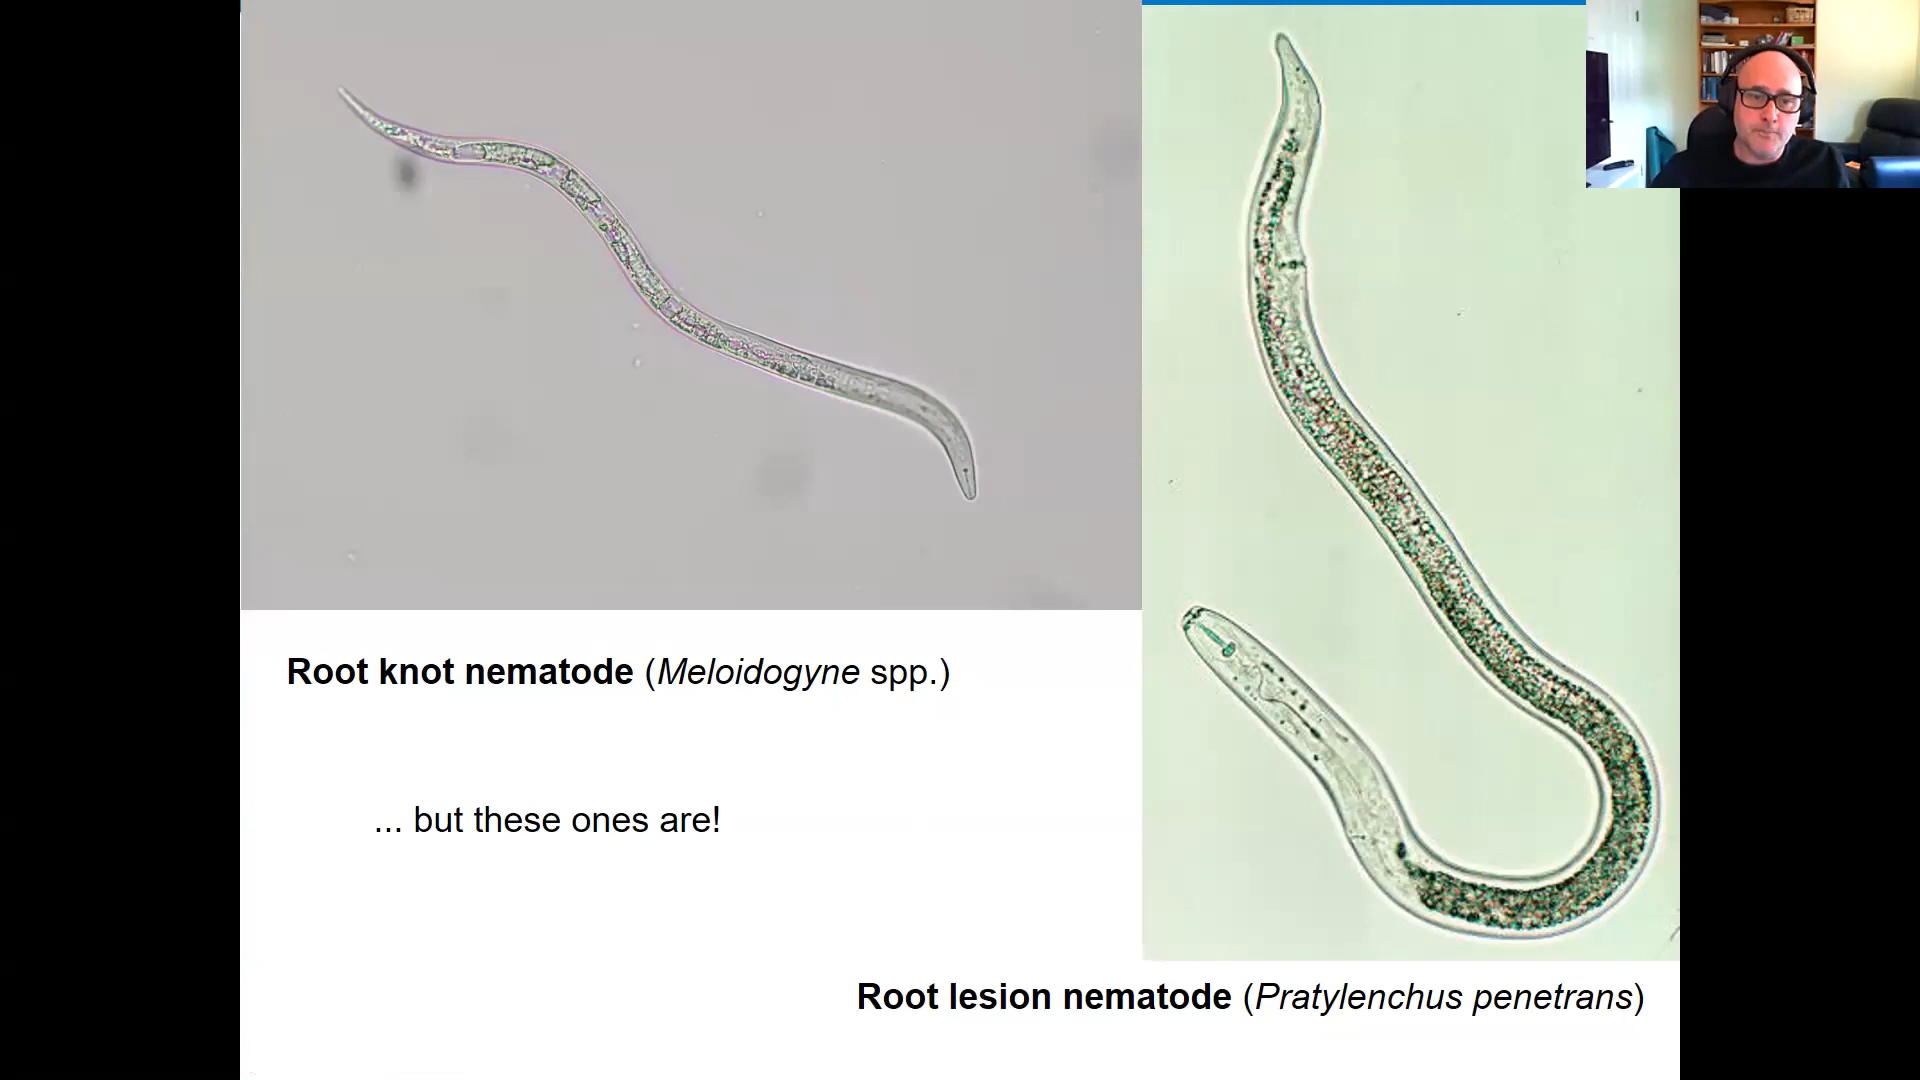 Root knot nematode (Meloidogyne spp.)
... but these ones are!
Root lesion nematode (Pratylenchus penetrans)